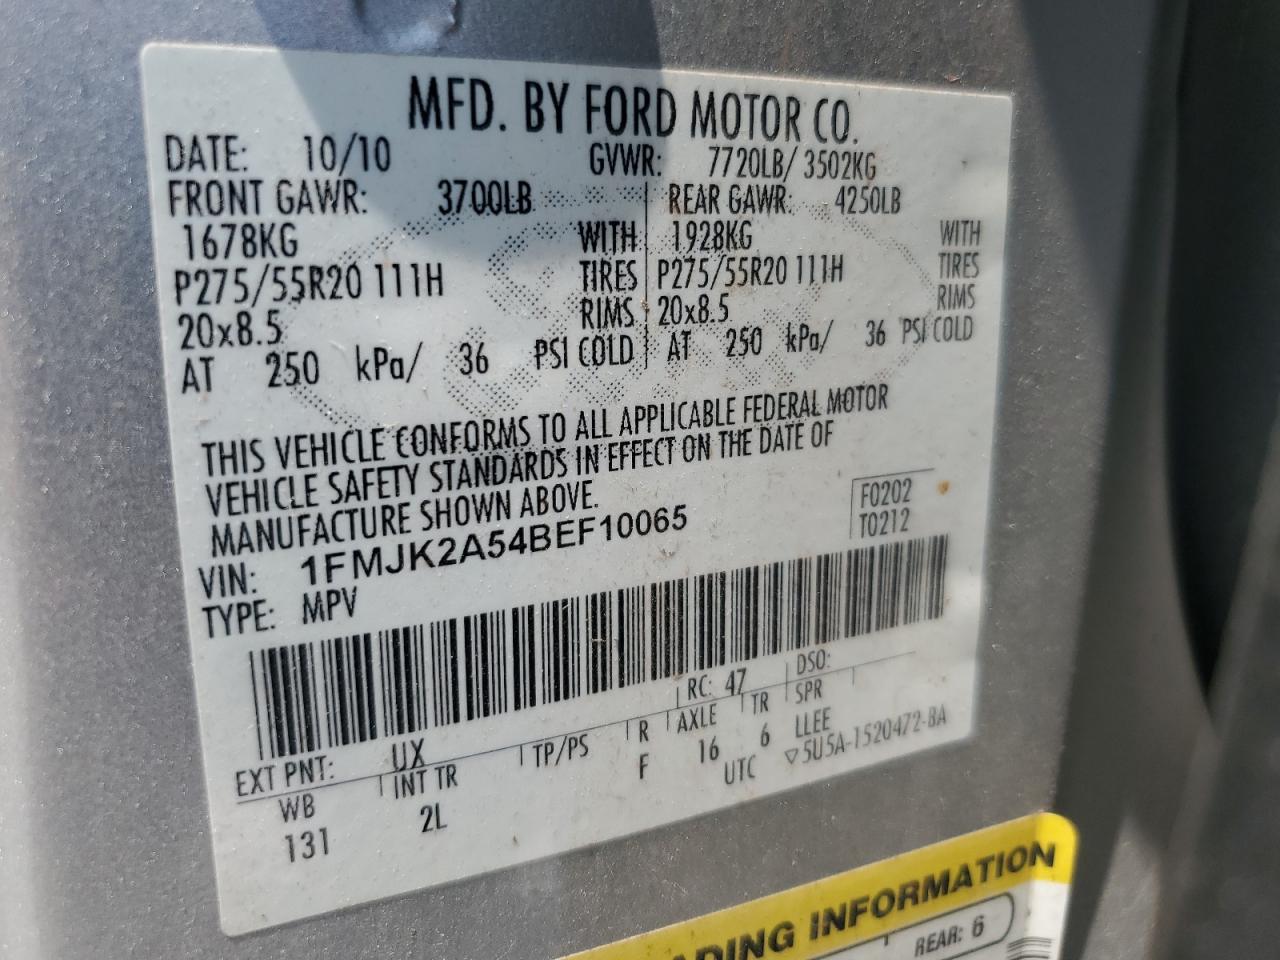 MFD. BY FORD MOTOR CO.
DATE: 10/10 GVWR: 7720LB/ 3502KG
FRONT GAWR: 3700LB REAR GAWR: 4250LB
1678KG WITH 1928KG WITH
P275/55R20 111H TIRES P275/55R20 111H TIRES
20x8.5 RIMS 20x8.5 RIMS
AT 250 kPa/ 36 PSI COLD AT 250 kPa/ 36 PSI COLD
THIS VEHICLE CONFORMS TO ALL APPLICABLE FEDERAL MOTOR
VEHICLE SAFETY STANDARDS IN EFFECT ON THE DATE OF
MANUFACTURE SHOWN ABOVE.
F0202
T0212
VIN: 1FMJK2A54BEF10065
TYPE: MPV
EXT PNT: UX RC: 47 DSO:
WB INT TR TP/PS R AXLE TR SPR
131 2L F 16 6 LLEE
UTC ▽5U5A-1520472-BA
ADING INFORMATION
REAR: 6